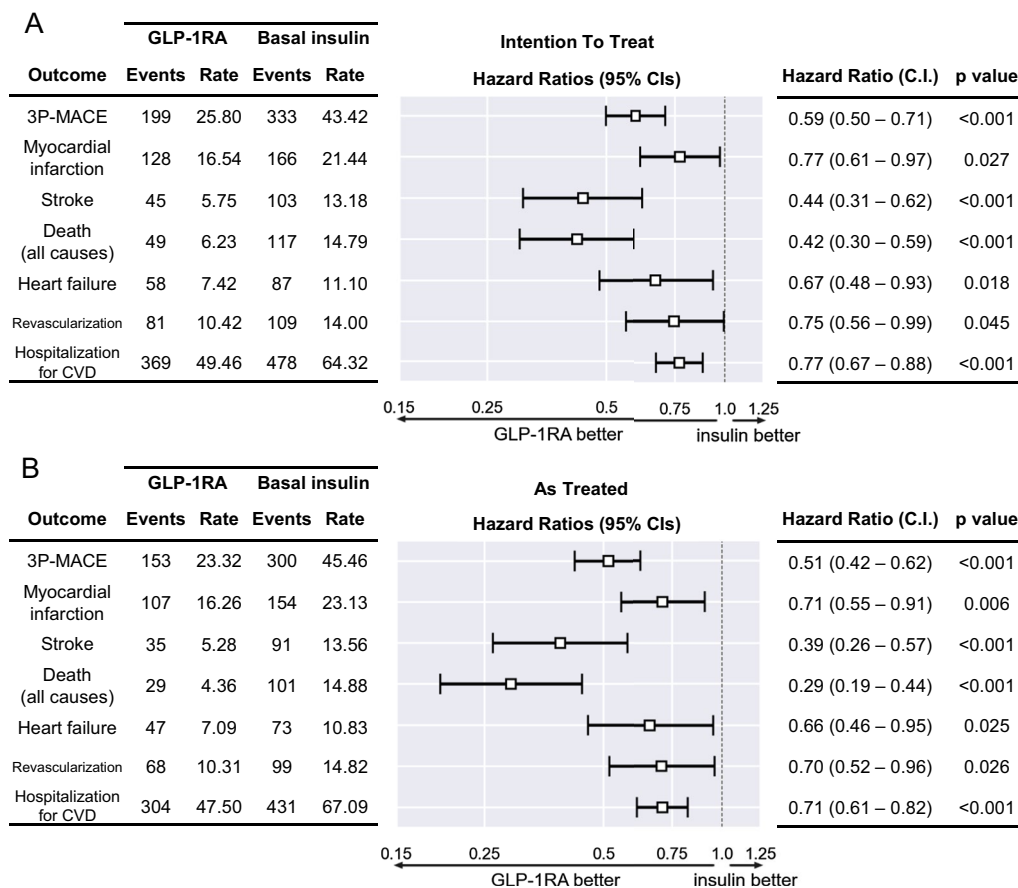 A
GLP-1RA Basal insulin
Intention To Treat
Outcome Events Rate Events Rate Hazard Ratios (95% CIs) Hazard Ratio (C.I.) p value
3P-MACE 199 25.80 333 43.42 0.59 (0.50 – 0.71) <0.001
Myocardial
infarction 128 16.54 166 21.44 0.77 (0.61 – 0.97) 0.027
Stroke 45 5.75 103 13.18 0.44 (0.31 – 0.62) <0.001
Death
(all causes) 49 6.23 117 14.79 0.42 (0.30 – 0.59) <0.001
Heart failure 58 7.42 87 11.10 0.67 (0.48 – 0.93) 0.018
Revascularization 81 10.42 109 14.00 0.75 (0.56 – 0.99) 0.045
Hospitalization
for CVD 369 49.46 478 64.32 0.77 (0.67 – 0.88) <0.001
0.15 0.25 0.5 0.75 1.0 1.25
GLP-1RA better insulin better
B
GLP-1RA Basal insulin
As Treated
Outcome Events Rate Events Rate Hazard Ratios (95% CIs) Hazard Ratio (C.I.) p value
3P-MACE 153 23.32 300 45.46 0.51 (0.42 – 0.62) <0.001
Myocardial
infarction 107 16.26 154 23.13 0.71 (0.55 – 0.91) 0.006
Stroke 35 5.28 91 13.56 0.39 (0.26 – 0.57) <0.001
Death
(all causes) 29 4.36 101 14.88 0.29 (0.19 – 0.44) <0.001
Heart failure 47 7.09 73 10.83 0.66 (0.46 – 0.95) 0.025
Revascularization 68 10.31 99 14.82 0.70 (0.52 – 0.96) 0.026
Hospitalization
for CVD 304 47.50 431 67.09 0.71 (0.61 – 0.82) <0.001
0.15 0.25 0.5 0.75 1.0 1.25
GLP-1RA better insulin better